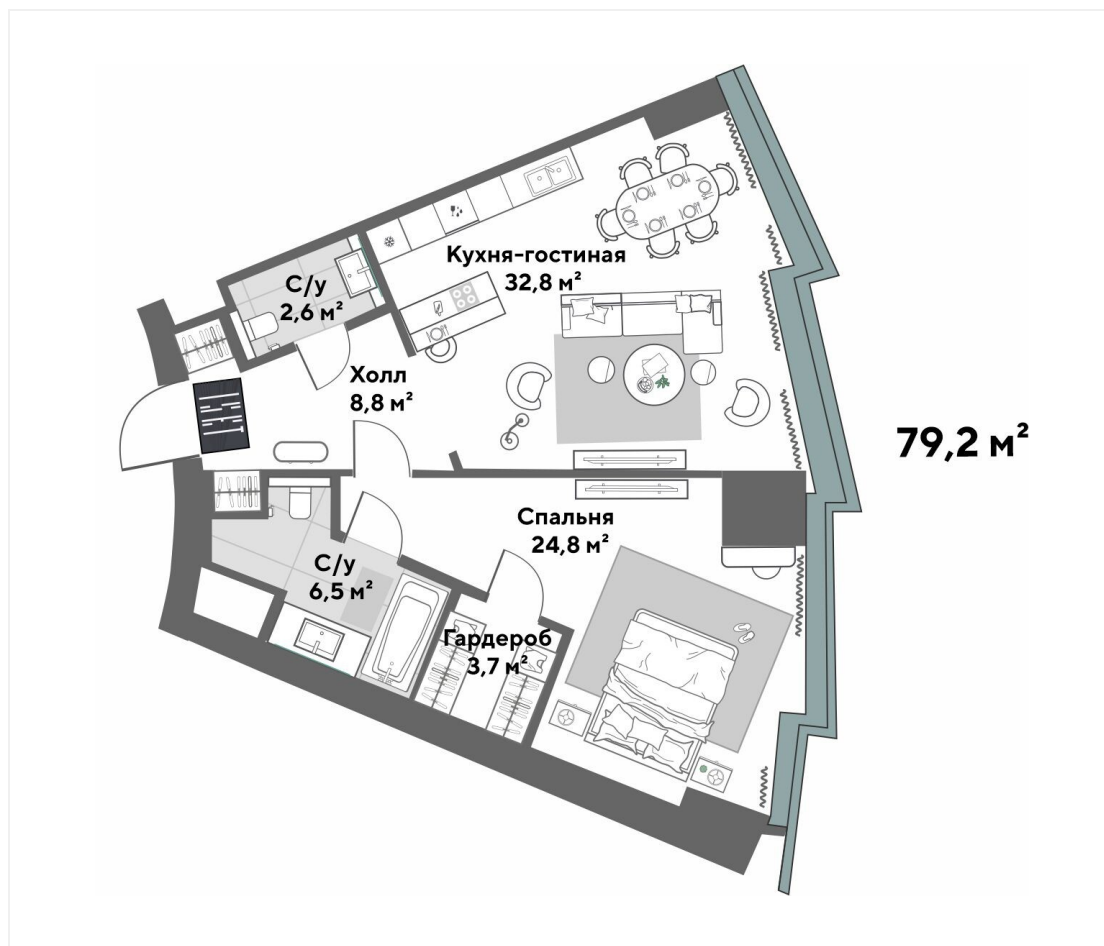 Кухня-гостиная
32,8 м²
С/у
2,6 м²
Холл
8,8 м²
79,2 м²
Спальня
24,8 м²
С/у
6,5 м²
Гардероб
3,7 м²